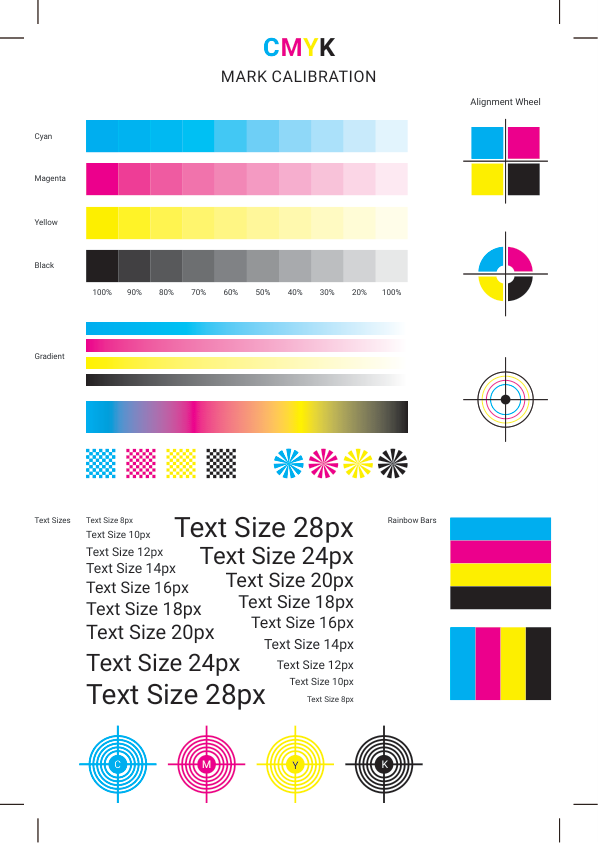 CMYK
MARK CALIBRATION
Alignment Wheel
Cyan
Magenta
Yellow
Black
100% 90% 80% 70% 60% 50% 40% 30% 20% 100%
Gradient
Text Sizes
Text Size 8px
Text Size 10px
Text Size 12px
Text Size 14px
Text Size 16px
Text Size 18px
Text Size 20px
Text Size 24px
Text Size 28px
Text Size 28px
Text Size 24px
Text Size 20px
Text Size 18px
Text Size 16px
Text Size 14px
Text Size 12px
Text Size 10px
Text Size 8px
Rainbow Bars
C M Y K